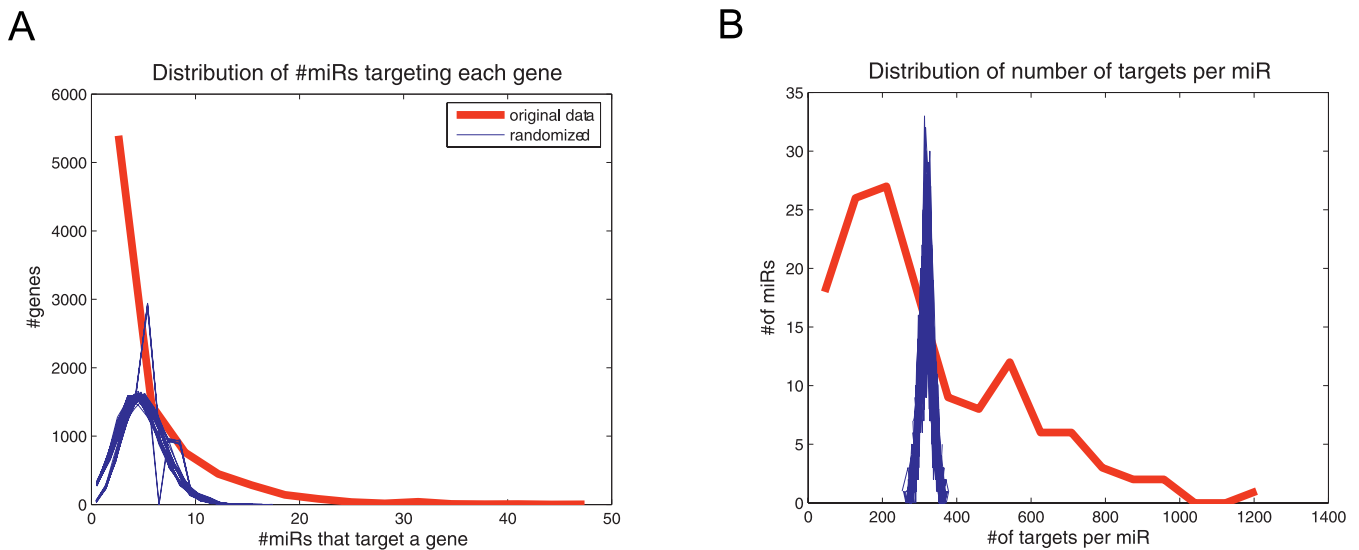 A
Distribution of #miRs targeting each gene
6000
5000
4000
3000
2000
1000
0
#genes
original data
randomized
0 10 20 30 40 50
#miRs that target a gene
B
Distribution of number of targets per miR
35
30
25
20
15
10
5
0
#of miRs
0 200 400 600 800 1000 1200 1400
#of targets per miR